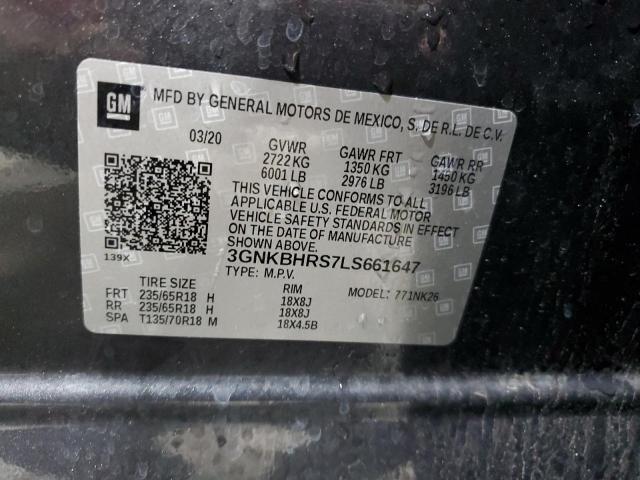 GM MFD BY GENERAL MOTORS DE MEXICO, S. DE R.L. DE C.V.
03/20 GVWR GAWR FRT GAWR RR
2722 KG 1350 KG 1450 KG
6001 LB 2976 LB 3196 LB
THIS VEHICLE CONFORMS TO ALL
APPLICABLE U.S. FEDERAL MOTOR
VEHICLE SAFETY STANDARDS IN EFFECT
ON THE DATE OF MANUFACTURE
SHOWN ABOVE.
139X 3GNKBHRS7LS661647
TYPE: M.P.V. MODEL: 771NK26
TIRE SIZE RIM
FRT 235/65R18 H 18X8J
RR 235/65R18 H 18X8J
SPA T135/70R18 M 18X4.5B